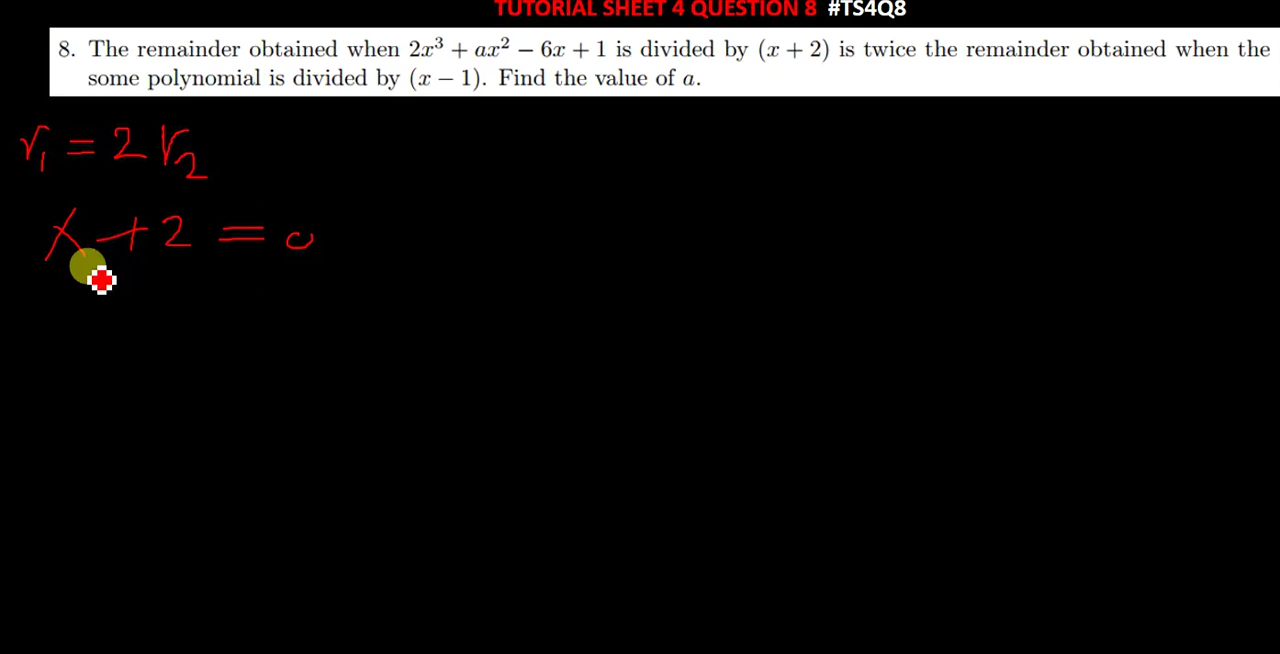 TUTORIAL SHEET 4 QUESTION 8 #TS4Q8
8. The remainder obtained when 2x³ + ax² − 6x + 1 is divided by (x + 2) is twice the remainder obtained when the
some polynomial is divided by (x − 1). Find the value of a.
r₁ = 2 r₂
x + 2 = 0